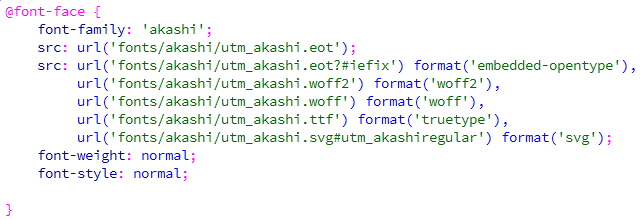 @font-face {
    font-family: 'akashi';
    src: url('fonts/akashi/utm_akashi.eot');
    src: url('fonts/akashi/utm_akashi.eot?#iefix') format('embedded-opentype'),
         url('fonts/akashi/utm_akashi.woff2') format('woff2'),
         url('fonts/akashi/utm_akashi.woff') format('woff'),
         url('fonts/akashi/utm_akashi.ttf') format('truetype'),
         url('fonts/akashi/utm_akashi.svg#utm_akashiregular') format('svg');
    font-weight: normal;
    font-style: normal;

}